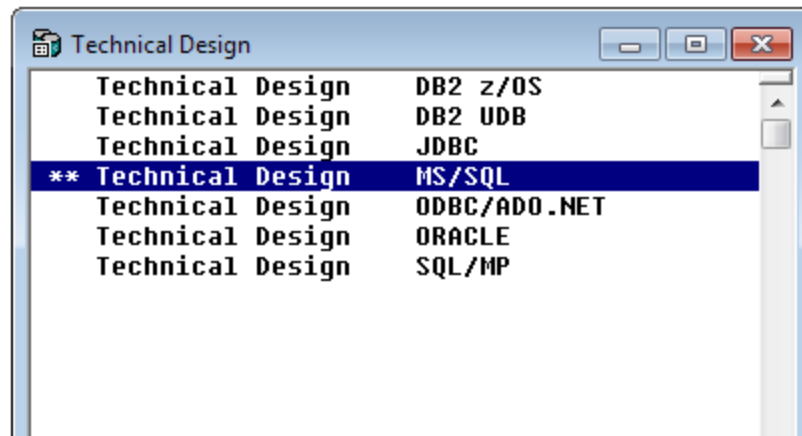 Technical Design
Technical Design DB2 z/OS
Technical Design DB2 UDB
Technical Design JDBC
** Technical Design MS/SQL
Technical Design ODBC/ADO.NET
Technical Design ORACLE
Technical Design SQL/MP